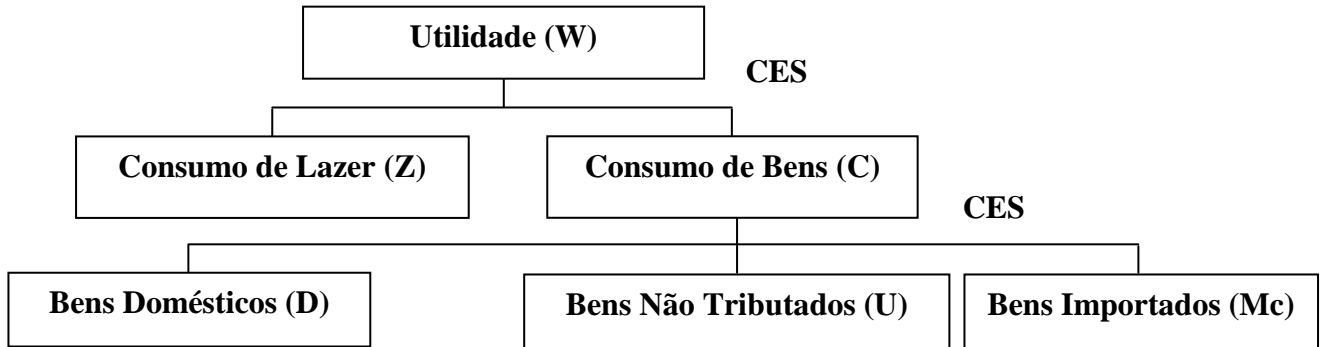 Utilidade (W)
CES
Consumo de Lazer (Z)
Consumo de Bens (C)
CES
Bens Domésticos (D)
Bens Não Tributados (U)
Bens Importados (Mc)